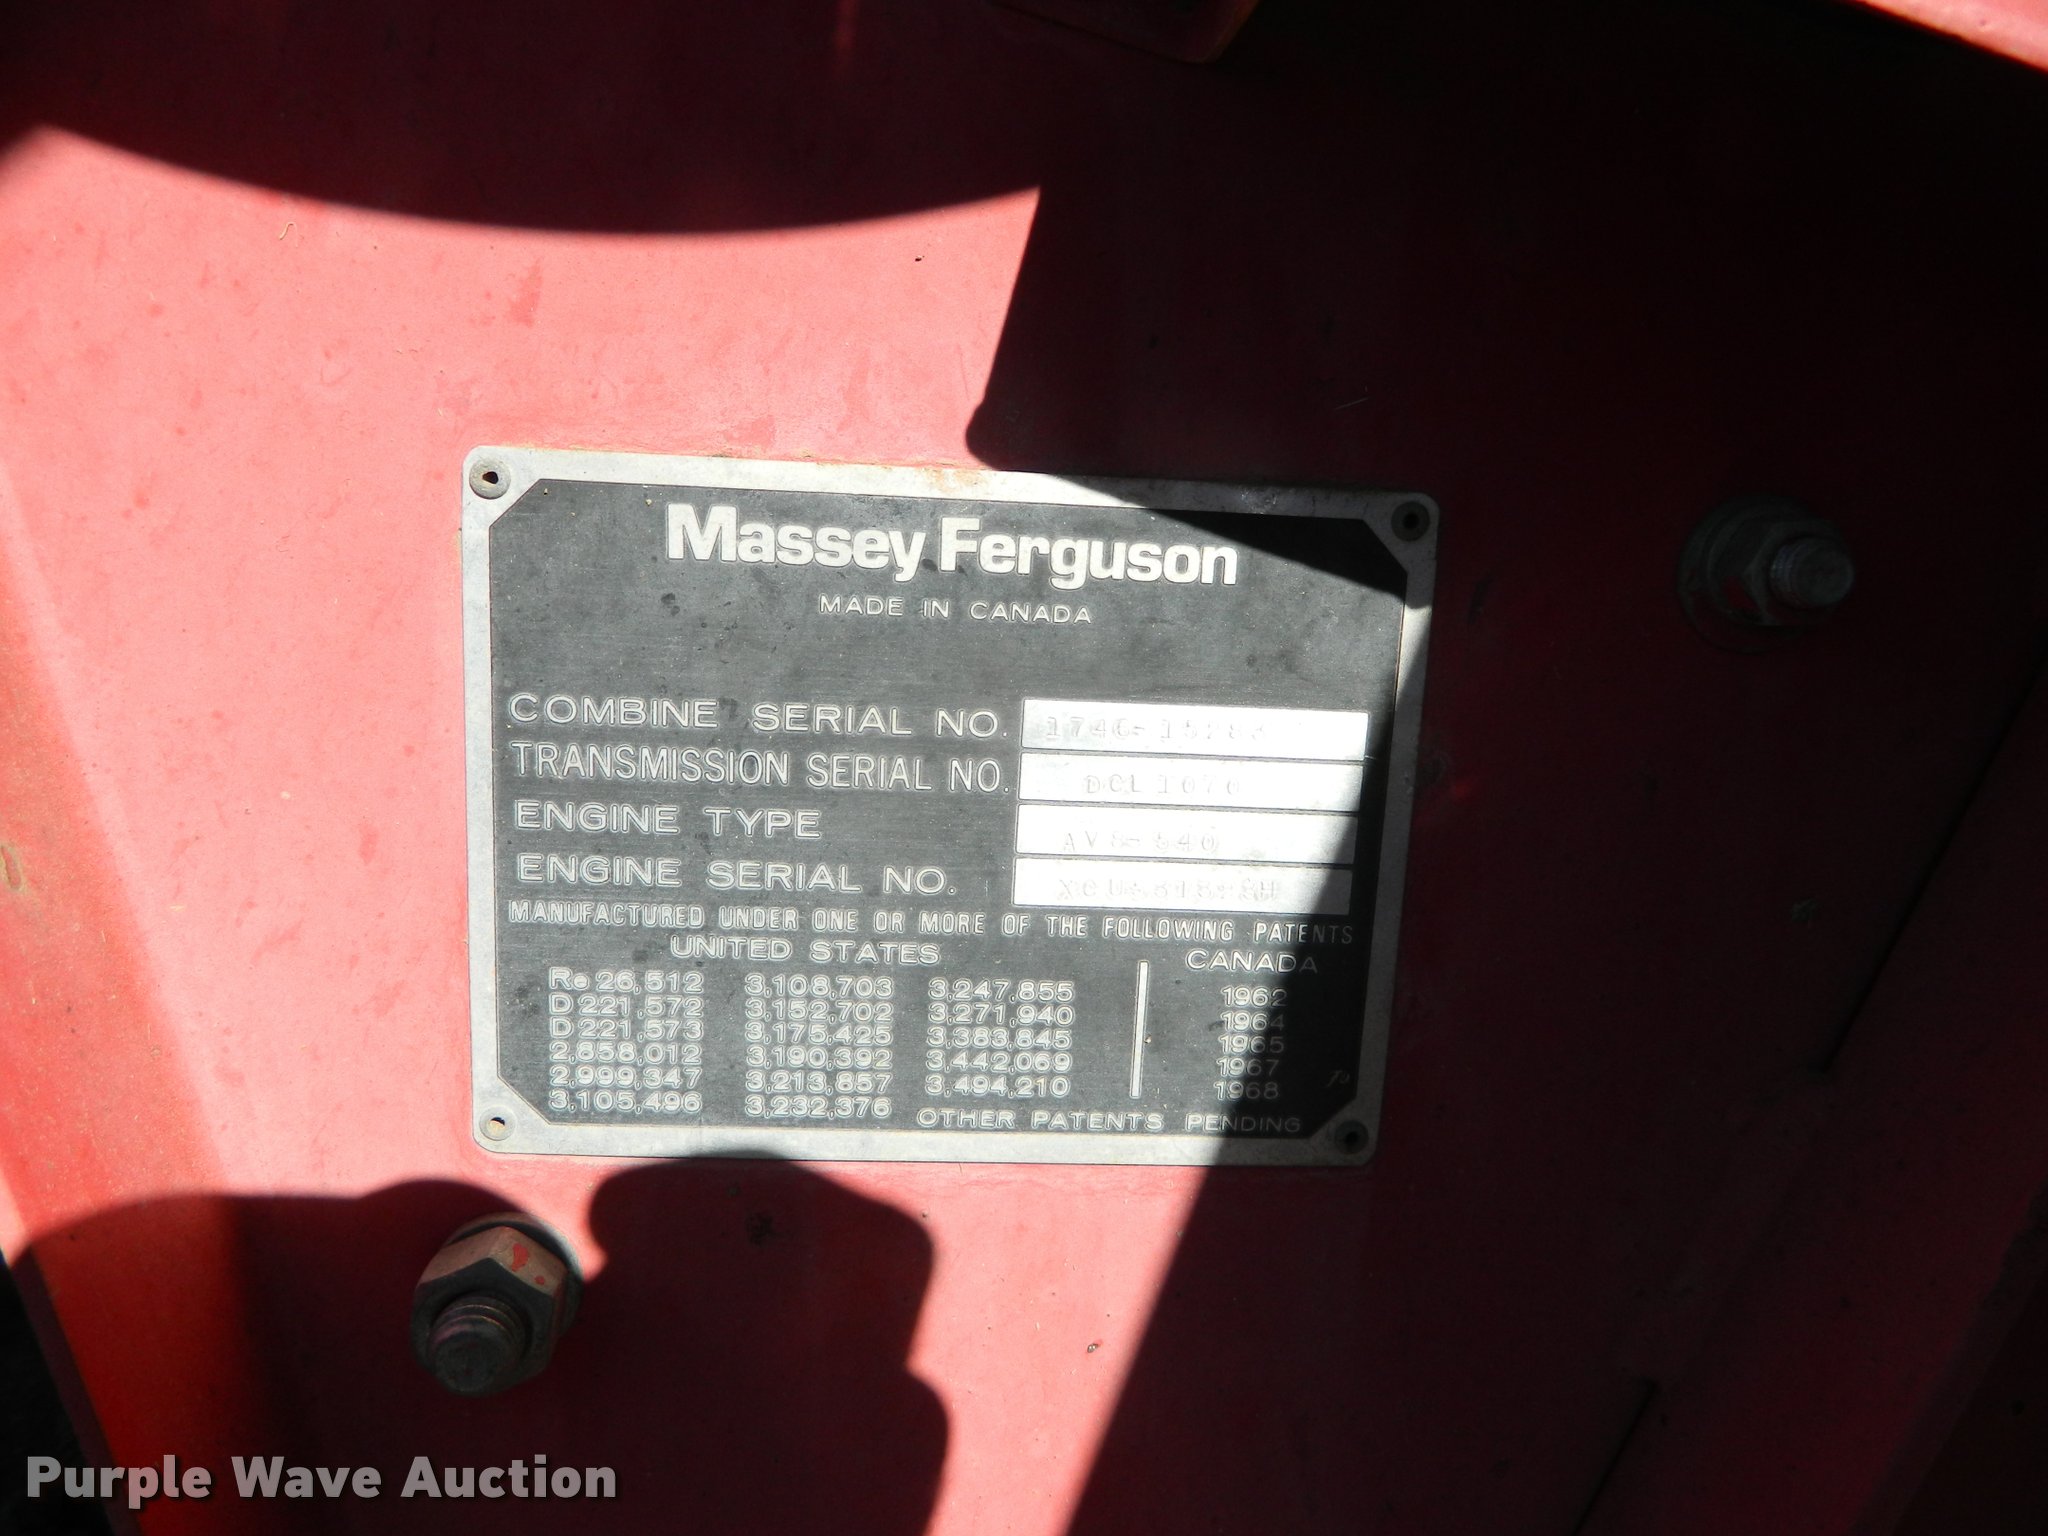 Massey Ferguson
MADE IN CANADA
COMBINE SERIAL NO.
TRANSMISSION SERIAL NO. DCL1070
ENGINE TYPE AV8-540
ENGINE SERIAL NO.
MANUFACTURED UNDER ONE OR MORE OF THE FOLLOWING PATENTS
UNITED STATES CANADA
Re 26,512 3,108,703 3,247,855 1962
D 221,572 3,152,702 3,271,940 1964
D 221,573 3,175,425 3,383,845 1965
2,858,012 3,190,392 3,442,069 1967
2,999,347 3,213,857 3,494,210 1968
3,105,496 3,232,376 OTHER PATENTS PENDING
Purple Wave Auction